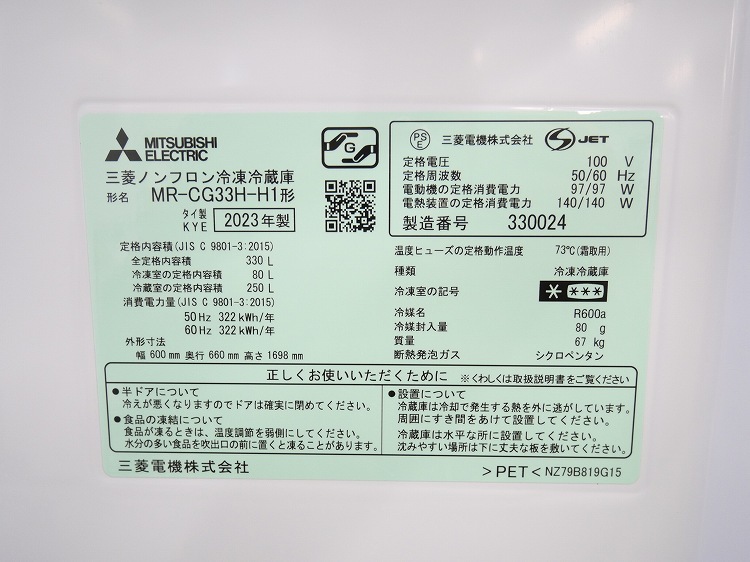 MITSUBISHI
ELECTRIC
G
三菱ノンフロン冷凍冷蔵庫
形名 MR-CG33H-H1形
タイ製
KYE 2023年製
定格内容積(JIS C 9801-3:2015)
全定格内容積 330 L
冷凍室の定格内容積 80 L
冷蔵室の定格内容積 250 L
消費電力量(JIS C 9801-3:2015)
50 Hz 322 kWh/年
60 Hz 322 kWh/年
外形寸法
幅 600 mm 奥行 660 mm 高さ 1698 mm
PS
E 三菱電機株式会社 JET
定格電圧 100 V
定格周波数 50/60 Hz
電動機の定格消費電力 97/97 W
電熱装置の定格消費電力 140/140 W
製造番号 330024
温度ヒューズの定格動作温度 73℃(霜取用)
種類 冷凍冷蔵庫
冷凍室の記号 * ***
冷媒名 R600a
冷媒封入量 80 g
質量 67 kg
断熱発泡ガス シクロペンタン
正しくお使いいただくために ※くわしくは取扱説明書をご覧ください
●半ドアについて
冷えが悪くなりますのでドアは確実に閉めてください。
●食品の凍結について
食品が凍るときは、温度調節を弱側にしてください。
水分の多い食品を吹出口の前に置くと凍ることがあります。
●設置について
冷蔵庫は冷却で発生する熱を外に逃がしています。
周囲にすき間をあけて設置してください。
冷蔵庫は水平な所に設置してください。
沈みやすい場所は下に丈夫な板を敷いてください。
三菱電機株式会社
>PET< NZ79B819G15